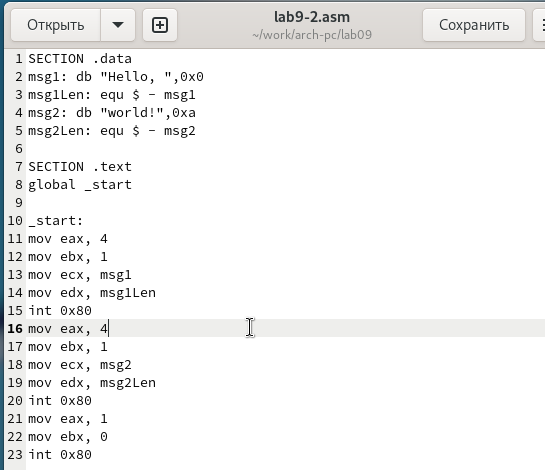 Открыть
lab9-2.asm
~/work/arch-pc/lab09
Сохранить
1 SECTION .data
2 msg1: db "Hello, ",0x0
3 msg1Len: equ $ - msg1
4 msg2: db "world!",0xa
5 msg2Len: equ $ - msg2
6
7 SECTION .text
8 global _start
9
10 _start:
11 mov eax, 4
12 mov ebx, 1
13 mov ecx, msg1
14 mov edx, msg1Len
15 int 0x80
16 mov eax, 4
17 mov ebx, 1
18 mov ecx, msg2
19 mov edx, msg2Len
20 int 0x80
21 mov eax, 1
22 mov ebx, 0
23 int 0x80